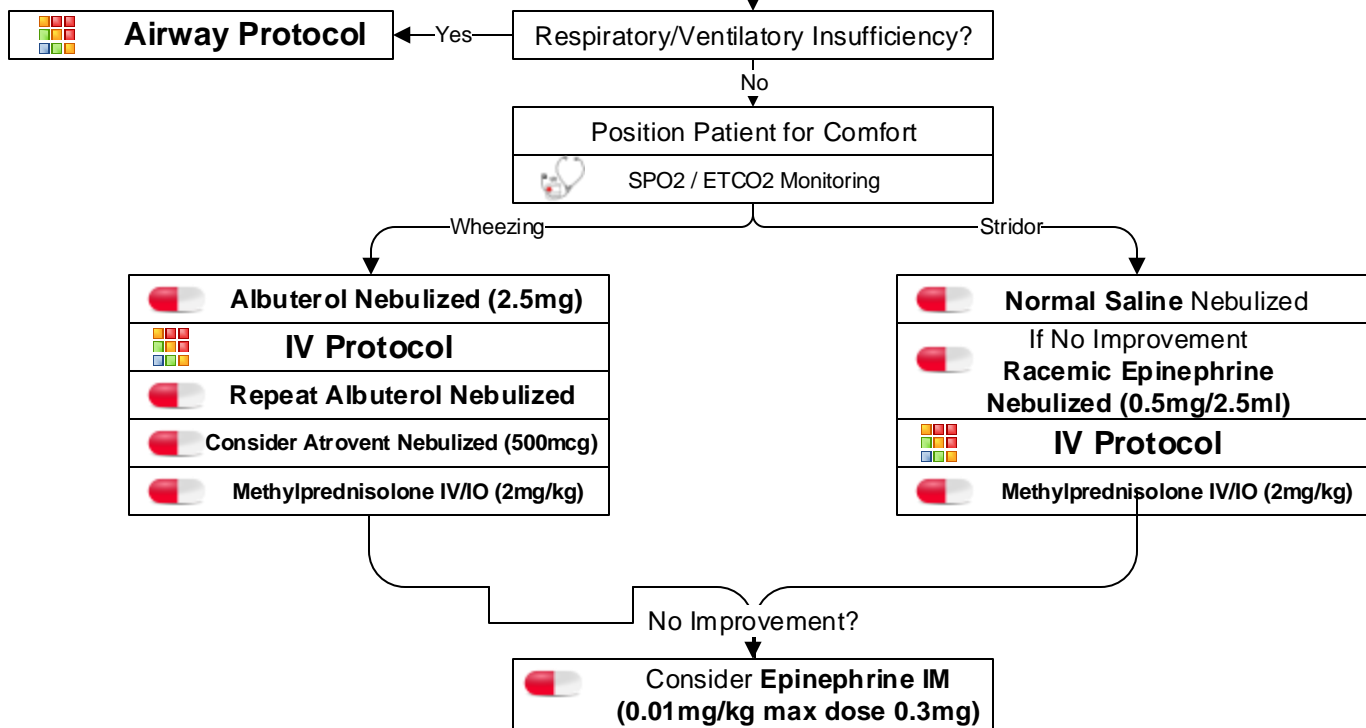 Airway Protocol
Yes
Respiratory/Ventilatory Insufficiency?
No
Position Patient for Comfort
SPO2 / ETCO2 Monitoring
Wheezing
Stridor
Albuterol Nebulized (2.5mg)
IV Protocol
Repeat Albuterol Nebulized
Consider Atrovent Nebulized (500mcg)
Methylprednisolone IV/IO (2mg/kg)
Normal Saline Nebulized
If No Improvement
Racemic Epinephrine
Nebulized (0.5mg/2.5ml)
IV Protocol
Methylprednisolone IV/IO (2mg/kg)
No Improvement?
Consider Epinephrine IM
(0.01mg/kg max dose 0.3mg)